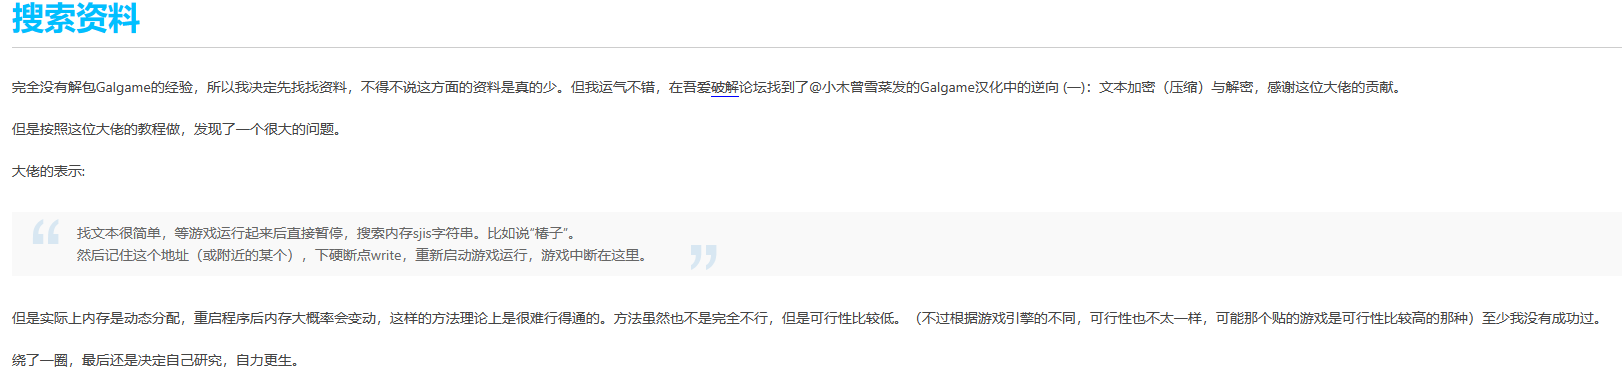 搜索资料
完全没有解包Galgame的经验，所以我决定先找找资料，不得不说这方面的资料是真的少。但我运气不错，在吾爱破解论坛找到了@小木曾雪菜发的Galgame汉化中的逆向 (一)：文本加密（压缩）与解密，感谢这位大佬的贡献。
但是按照这位大佬的教程做，发现了一个很大的问题。
大佬的表示:
找文本很简单，等游戏运行起来后直接暂停，搜索内存sjis字符串。比如说“椿子”。
然后记住这个地址（或附近的某个），下硬断点write，重新启动游戏运行，游戏中断在这里。
但是实际上内存是动态分配，重启程序后内存大概率会变动，这样的方法理论上是很难行得通的。方法虽然也不是完全不行，但是可行性比较低。（不过根据游戏引擎的不同，可行性也不太一样，可能那个贴的游戏是可行性比较高的那种）至少我没有成功过。
绕了一圈，最后还是决定自己研究，自力更生。